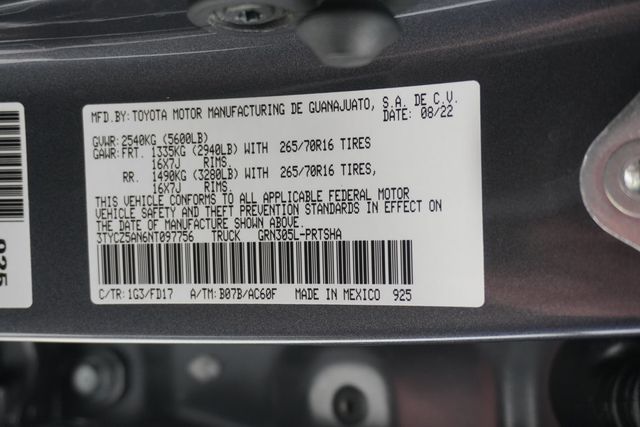 MFD.BY:TOYOTA MOTOR MANUFACTURING DE GUANAJUATO, S.A. DE C.V.
DATE: 08/22
GVWR:2540KG (5600LB)
GAWR:FRT. 1335KG (2940LB) WITH 265/70R16 TIRES
16X7J RIMS.
RR. 1490KG (3280LB) WITH 265/70R16 TIRES,
16X7J RIMS.
THIS VEHICLE CONFORMS TO ALL APPLICABLE FEDERAL MOTOR
VEHICLE SAFETY AND THEFT PREVENTION STANDARDS IN EFFECT ON
THE DATE OF MANUFACTURE SHOWN ABOVE.
3TYCZ5AN6NT097756 TRUCK GRN305L-PRTSHA
C/TR:1G3/FD17 A/TM:B07B/AC60F MADE IN MEXICO 925
925